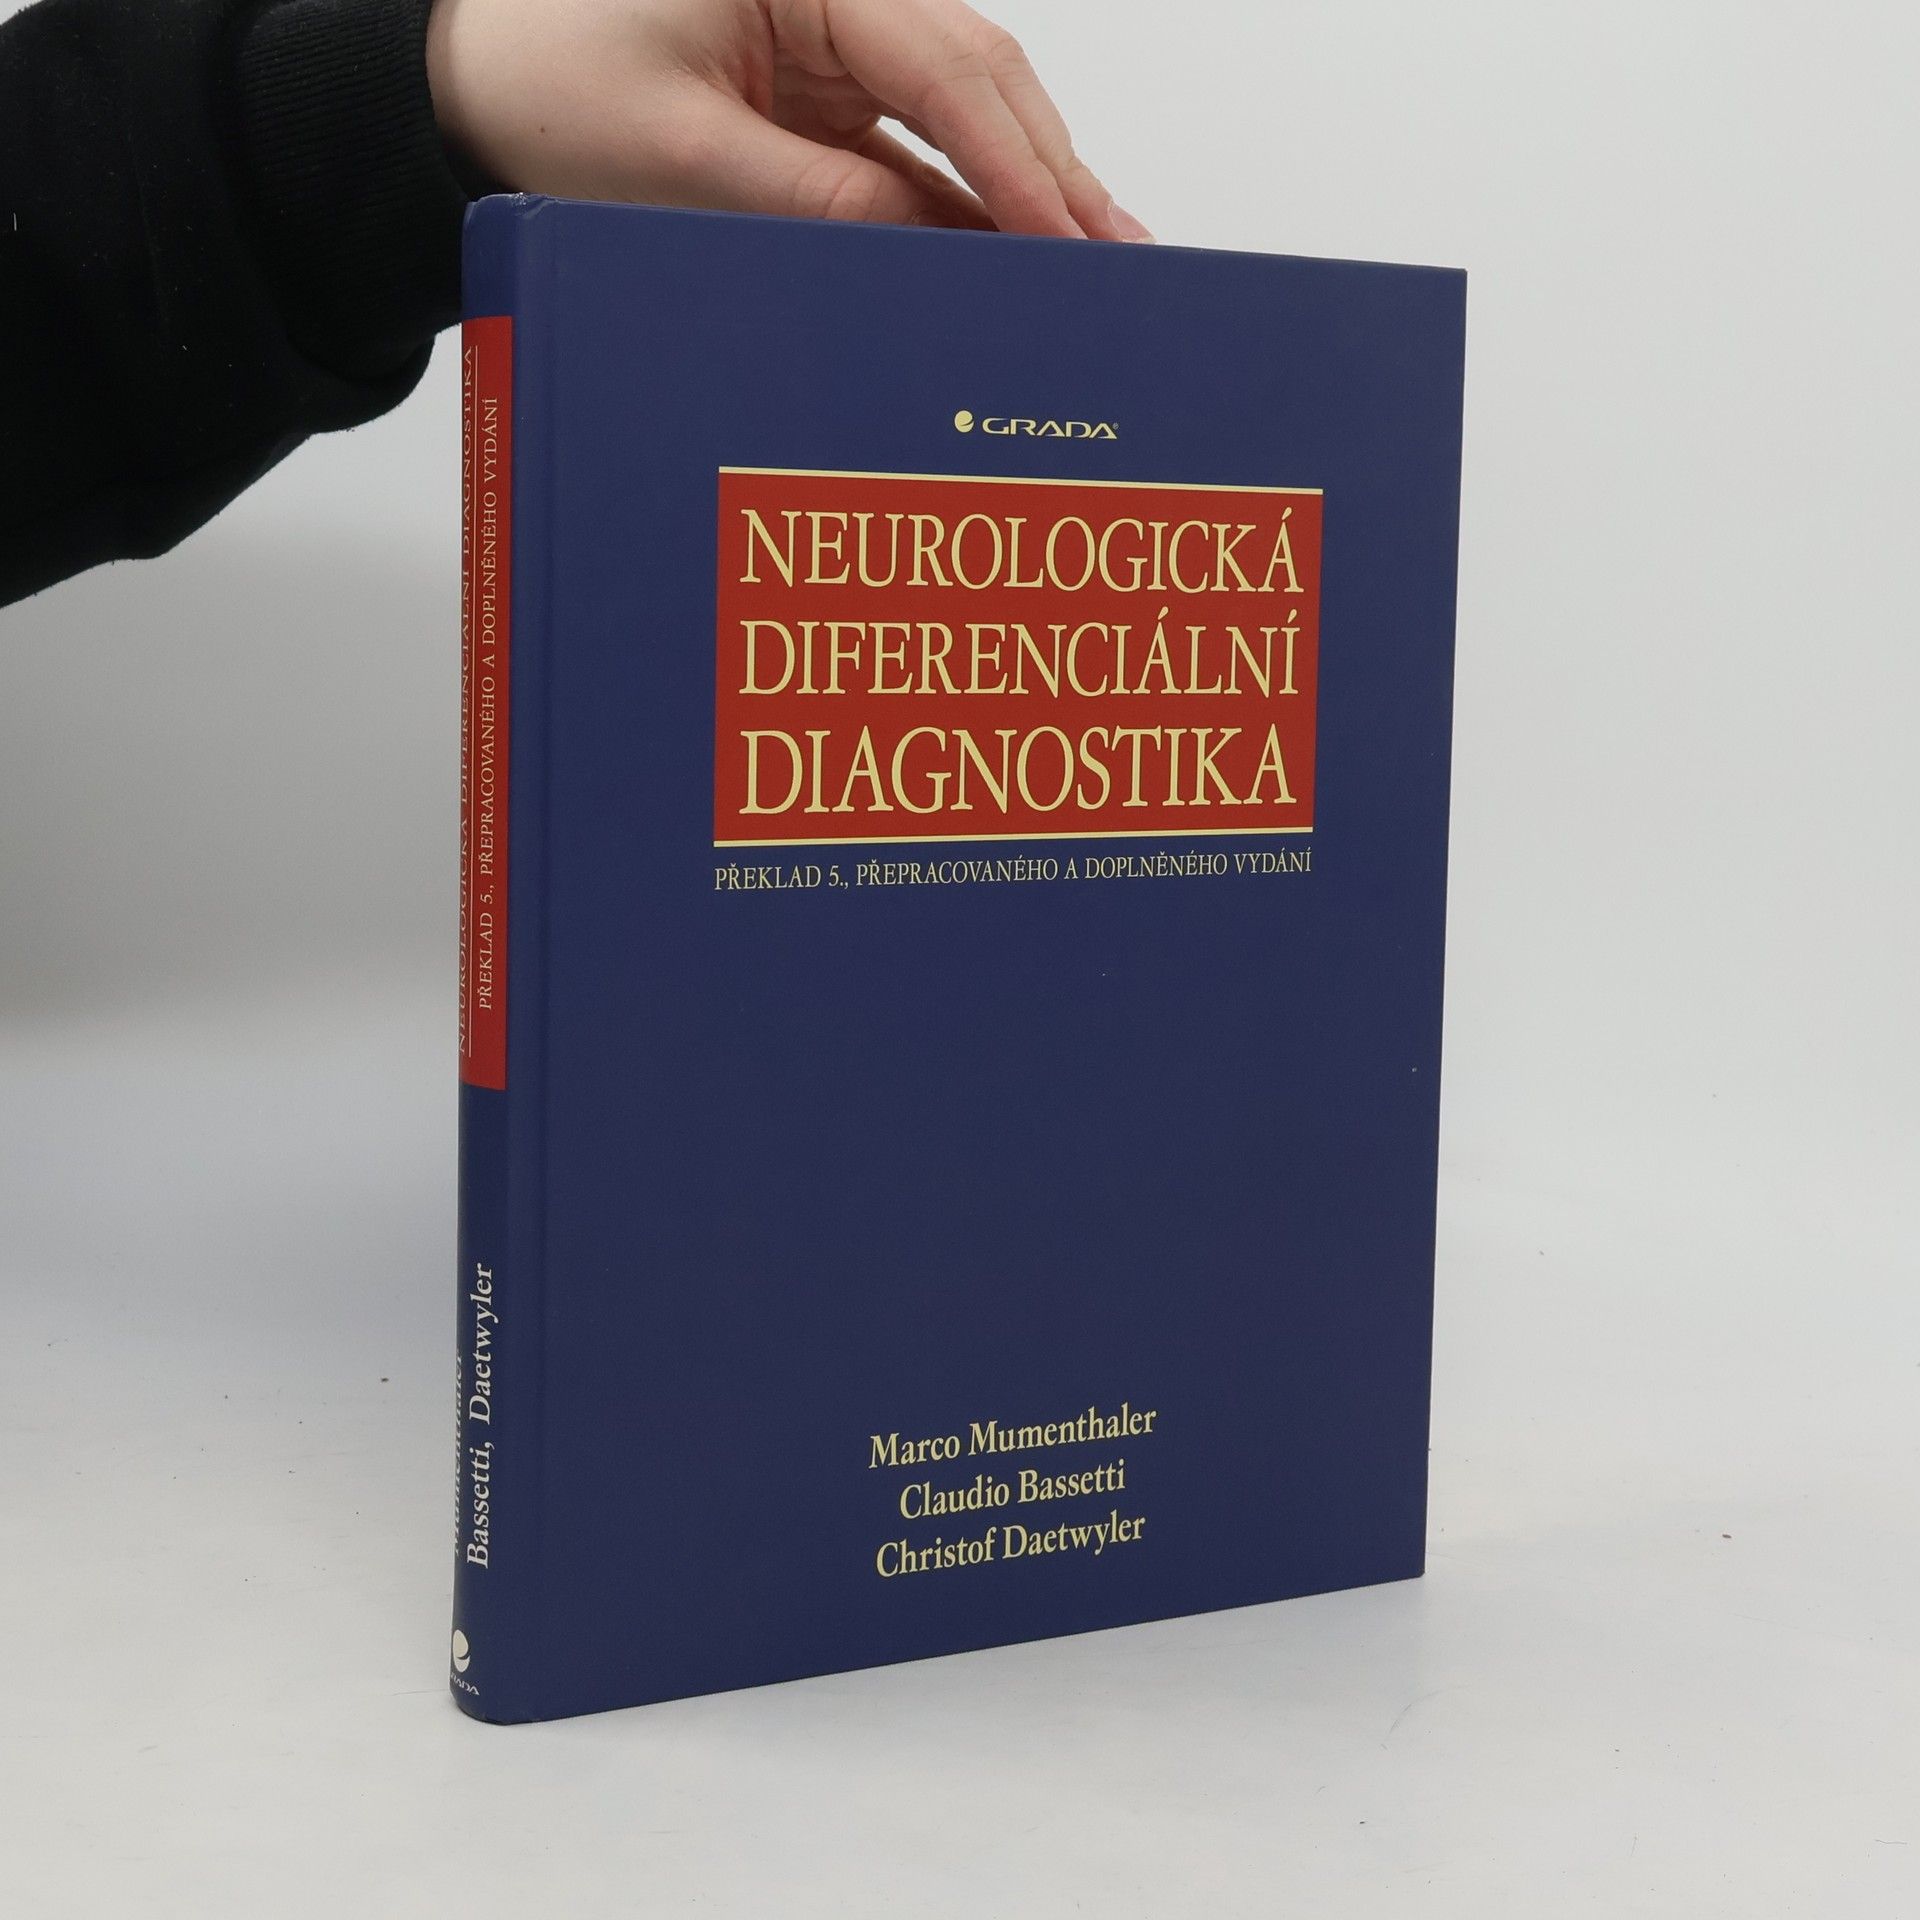 GRADA®
NEUROLOGICKÁ
DIFERENCIÁLNÍ
DIAGNOSTIKA
PŘEKLAD 5., PŘEPRACOVANÉHO A DOPLNĚNÉHO VYDÁNÍ
Marco Mumenthaler
Claudio Bassetti
Christof Daetwyler
NEUROLOGICKÁ DIFERENCIÁLNÍ DIAGNOSTIKA
PŘEKLAD 5., PŘEPRACOVANÉHO A DOPLNĚNÉHO VYDÁNÍ
Mumenthaler
Bassetti, Daetwyler
GRADA